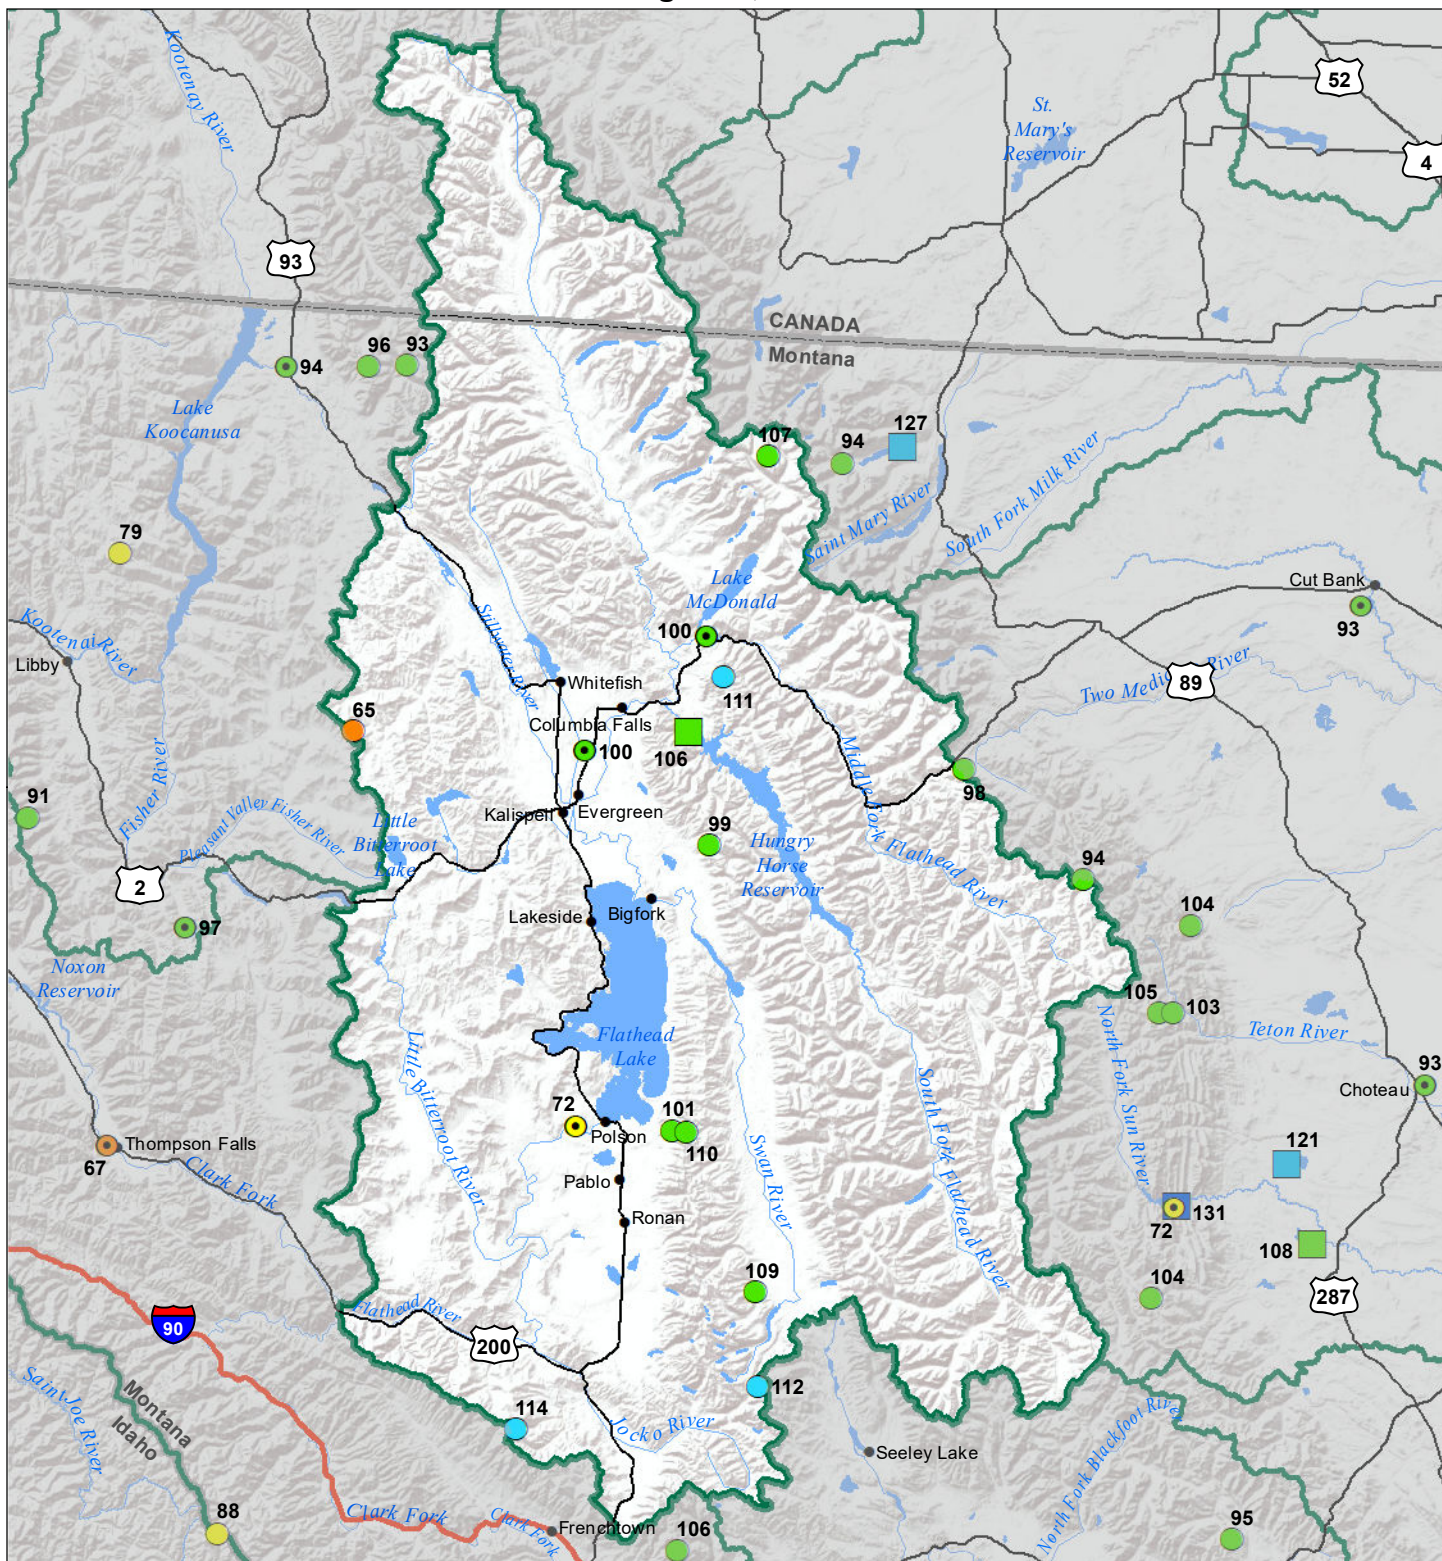 Kootenay River
52
St.
Mary's
Reservoir
4
93
CANADA
Montana
94
96
93
Lake
Koocanusa
107
94
127
Saint Mary River
South Fork Milk River
79
Lake
McDonald
Cut Bank
93
Kootenai River
Libby
Stillwater River
100
Whitefish
111
Two Medic River
89
65
Columbia Falls
100
106
Middle Fork Flathead River
98
91
Fisher River
Pleasant Valley Fisher River
Little
Bitterroot
Lake
Kalispell
Evergreen
99
Hungry
Horse
Reservoir
94
2
97
Lakeside
Bigfork
104
Noxon
Reservoir
105
103
North Fork Sun River
Teton River
Flathead
Lake
Little Bitterroot River
South Fork Flathead River
93
Choteau
72
Polson
101
110
Swan River
67
Thompson Falls
Clark Fork
Pablo
121
Ronan
72
131
108
109
104
287
Flathead River
90
200
Saint Joe River
Montana
Idaho
112
114
Jocko River
North Fork Blackfoot River
Seeley Lake
88
Clark Fork
Clark Fork
Frenchtown
106
95